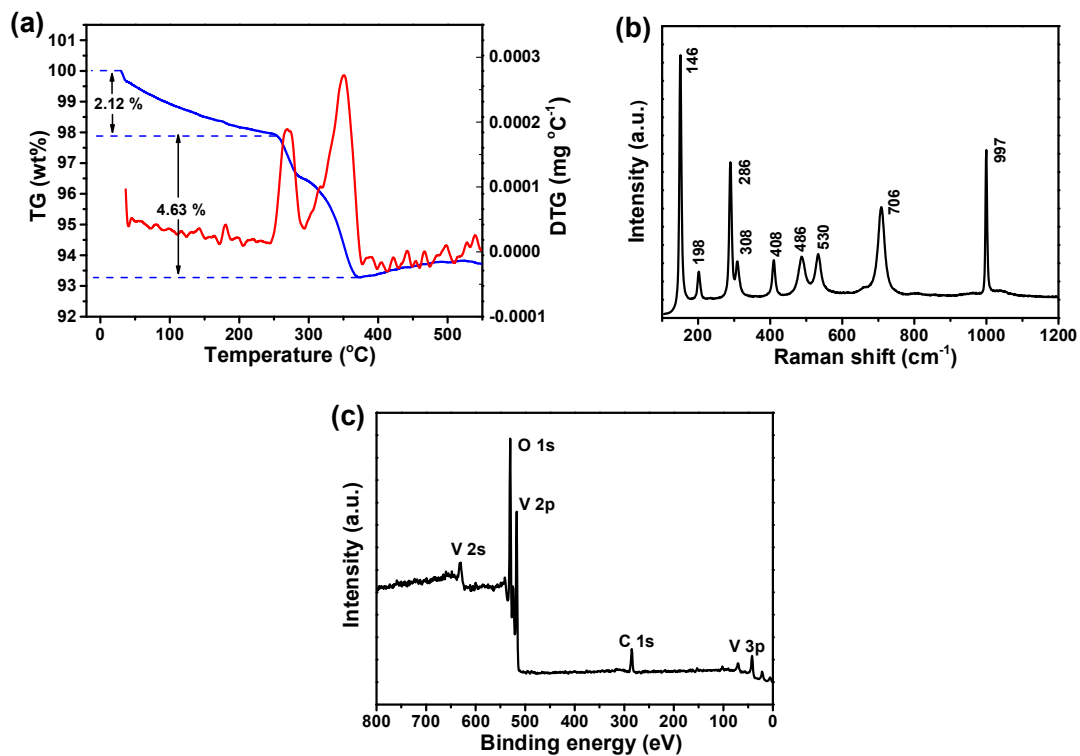 (a)
101
100
99
98
97
96
95
94
93
92
TG (wt%)
2.12 %
4.63 %
0.0003
0.0002
0.0001
0.0000
-0.0001
DTG (mg °C⁻¹)
0 100 200 300 400 500
Temperature (°C)
(b)
Intensity (a.u.)
146
198
286
308
408
486
530
706
997
200 400 600 800 1000 1200
Raman shift (cm⁻¹)
(c)
Intensity (a.u.)
O 1s
V 2p
V 2s
C 1s
V 3p
800 700 600 500 400 300 200 100 0
Binding energy (eV)